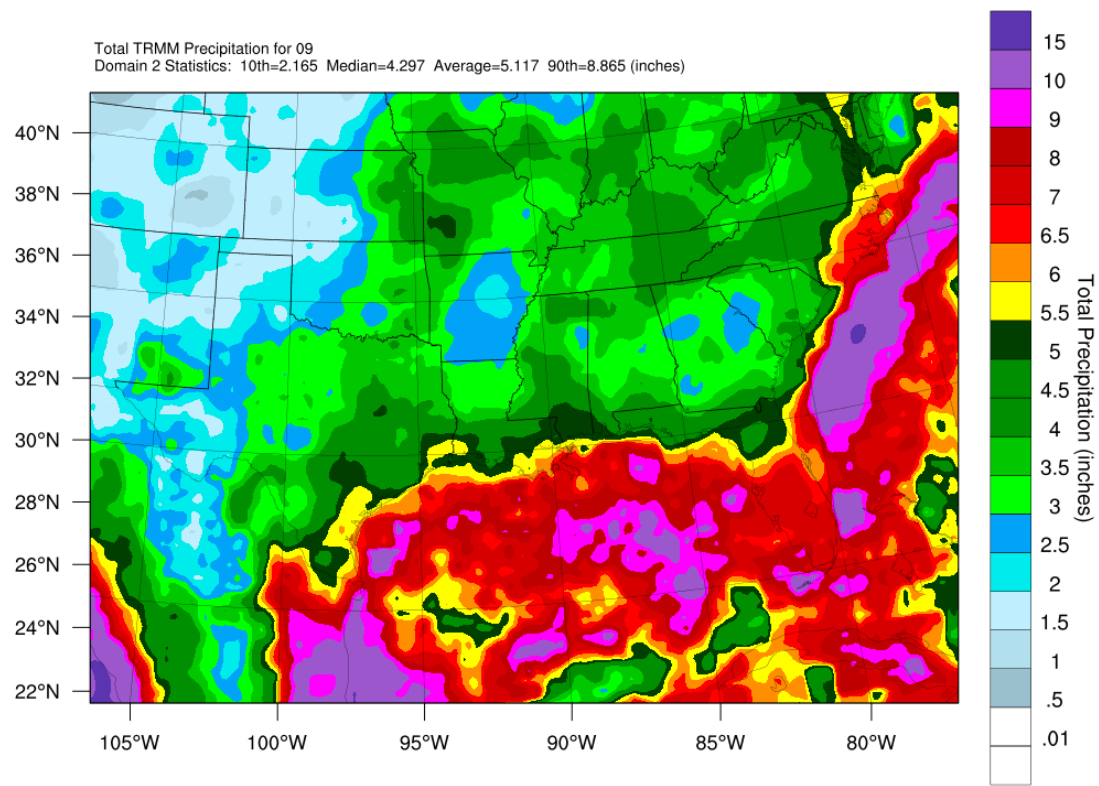 Total TRMM Precipitation for 09
Domain 2 Statistics: 10th=2.165 Median=4.297 Average=5.117 90th=8.865 (inches)
40°N
38°N
36°N
34°N
32°N
30°N
28°N
26°N
24°N
22°N
105°W
100°W
95°W
90°W
85°W
80°W
15
10
9
8
7
6.5
6
5.5
5
4.5
4
3.5
3
2.5
2
1.5
1
.5
.01
Total Precipitation (inches)